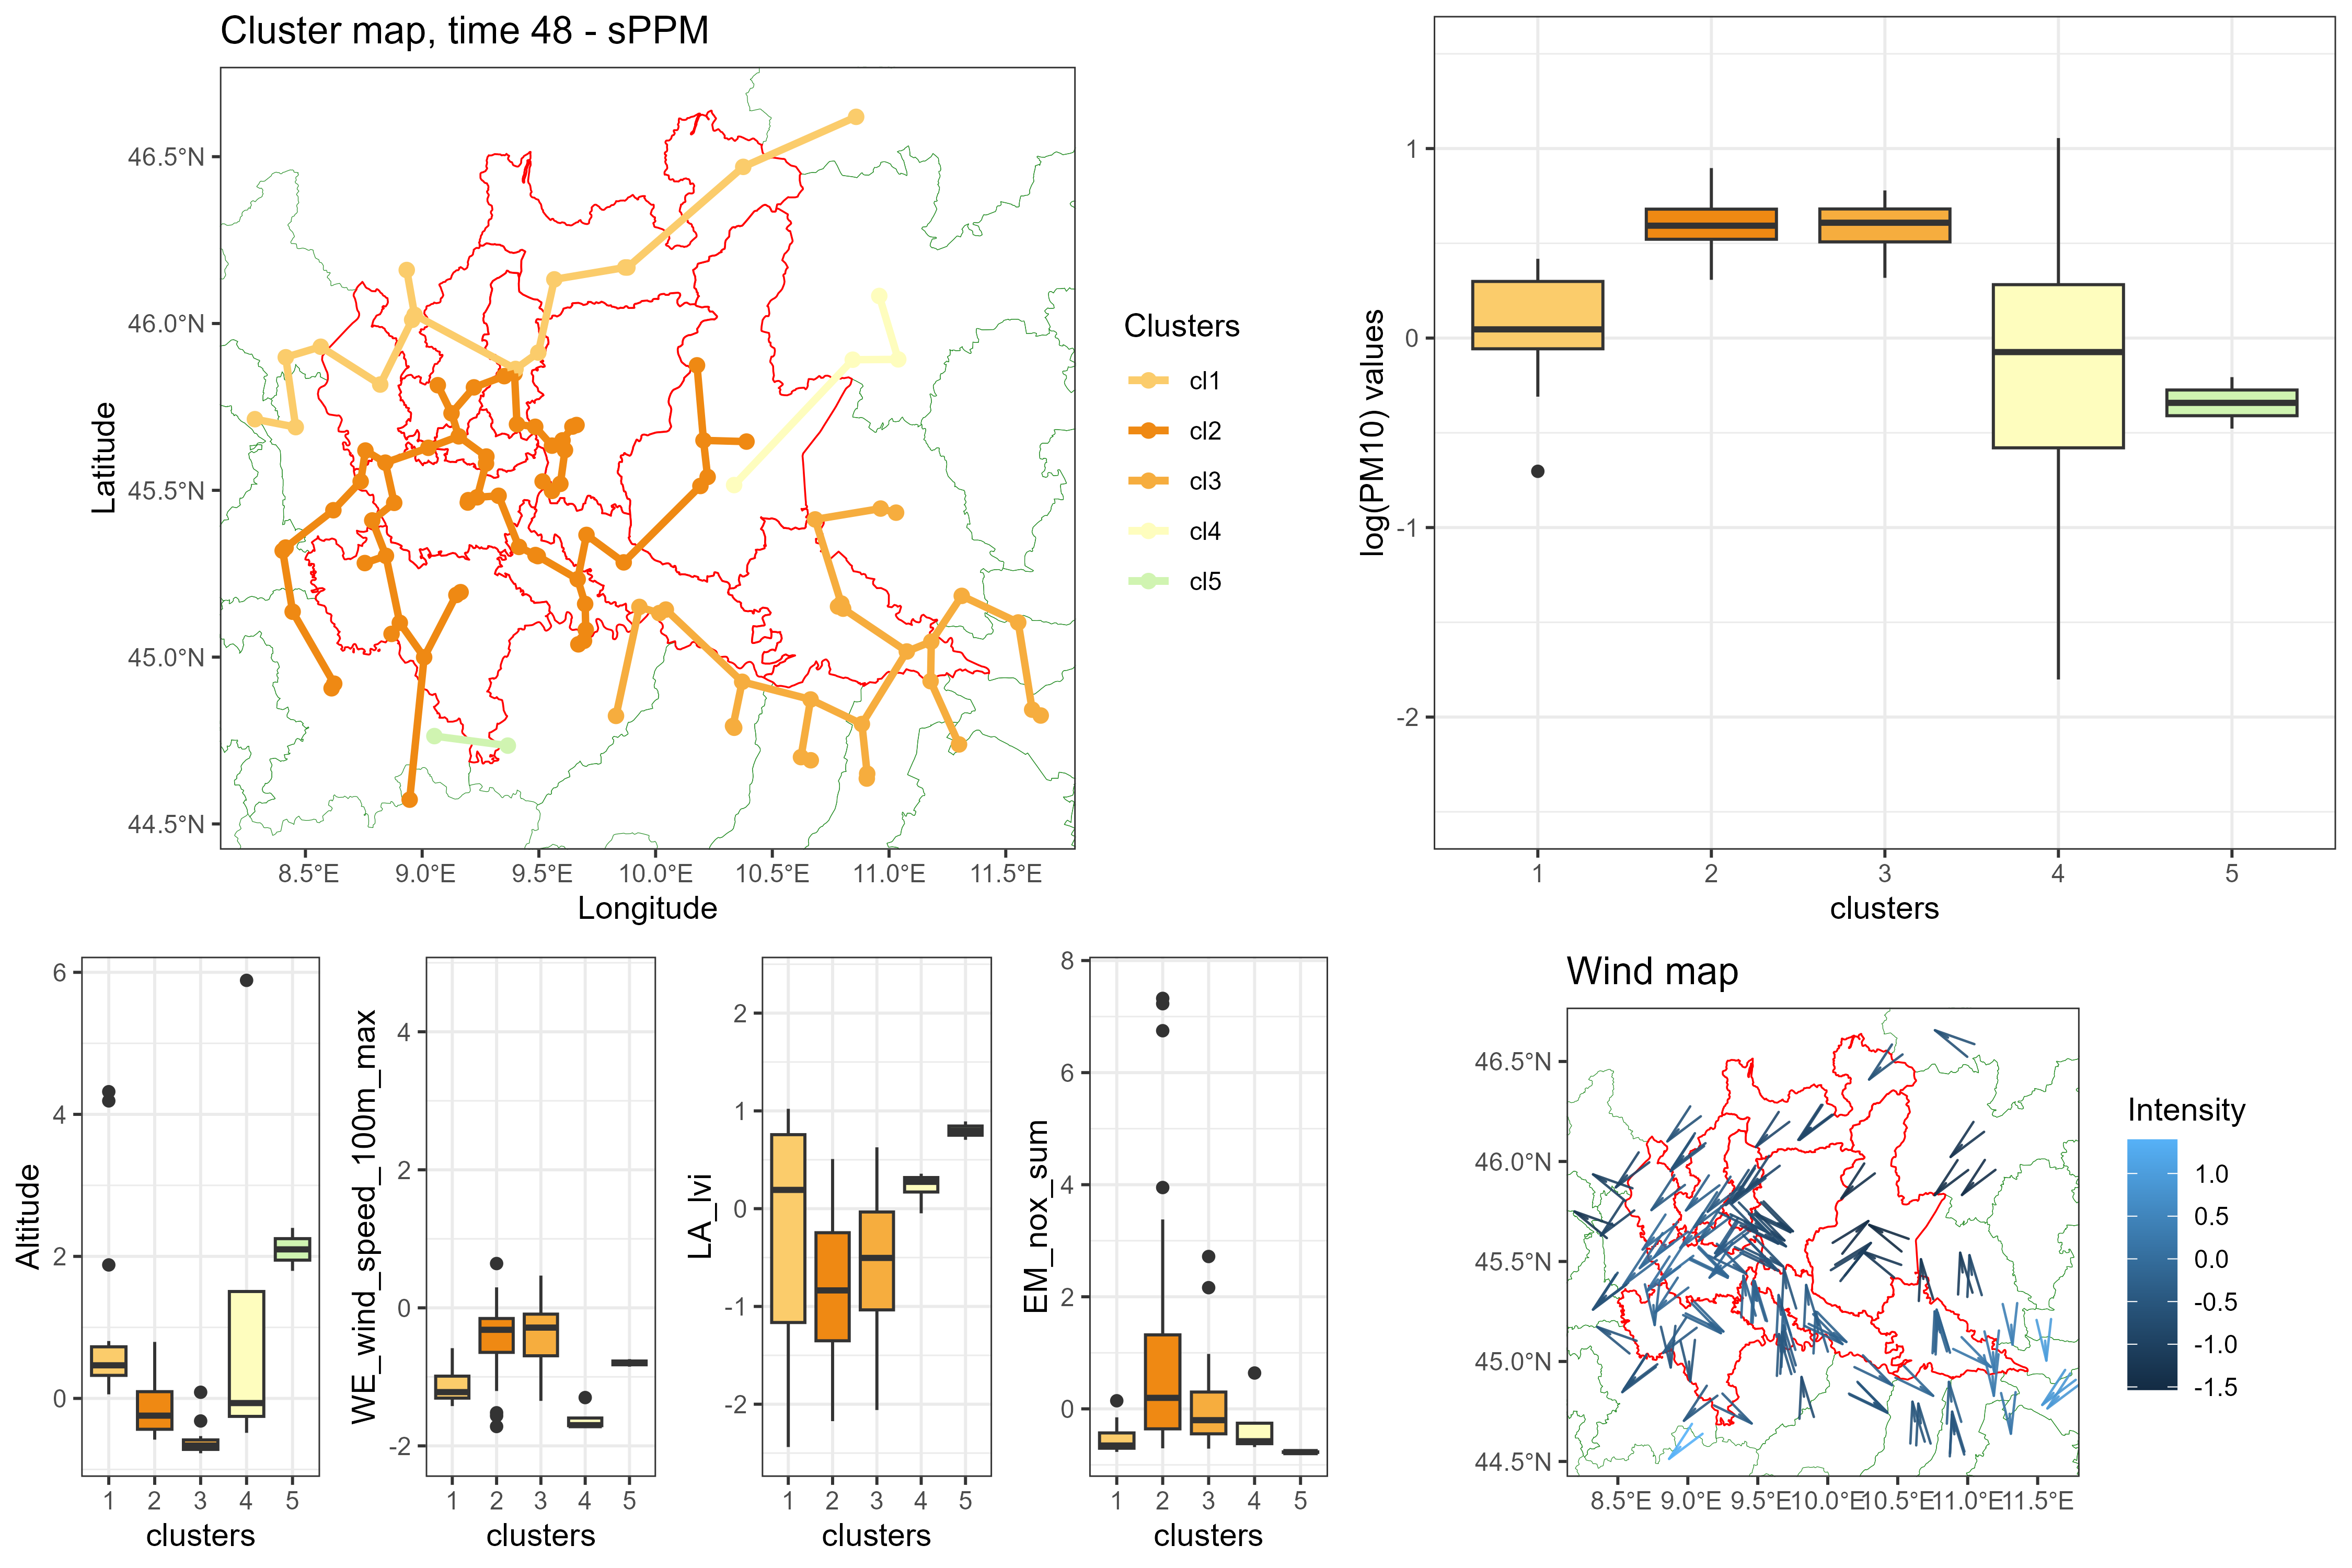 Cluster map, time 48 - sPPM
46.5°N
46.0°N
45.5°N
45.0°N
44.5°N
Latitude
8.5°E 9.0°E 9.5°E 10.0°E 10.5°E 11.0°E 11.5°E
Longitude
Clusters
cl1
cl2
cl3
cl4
cl5
log(PM10) values
1
0
-1
-2
1 2 3 4 5
clusters
Altitude
6
4
2
0
1 2 3 4 5
clusters
WE_wind_speed_100m_max
4
2
0
-2
1 2 3 4 5
clusters
LA_lvi
2
1
0
-1
-2
1 2 3 4 5
clusters
EM_nox_sum
8
6
4
2
0
1 2 3 4 5
clusters
Wind map
46.5°N
46.0°N
45.5°N
45.0°N
44.5°N
8.5°E 9.0°E 9.5°E 10.0°E 10.5°E 11.0°E 11.5°E
Intensity
1.0
0.5
0.0
-0.5
-1.0
-1.5